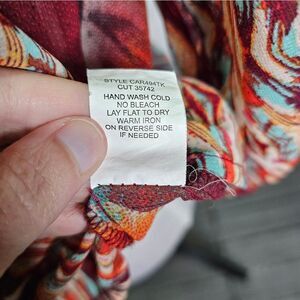 STYLE CAR494TK
CUT 35742
HAND WASH COLD
NO BLEACH
LAY FLAT TO DRY
WARM IRON
ON REVERSE SIDE
IF NEEDED